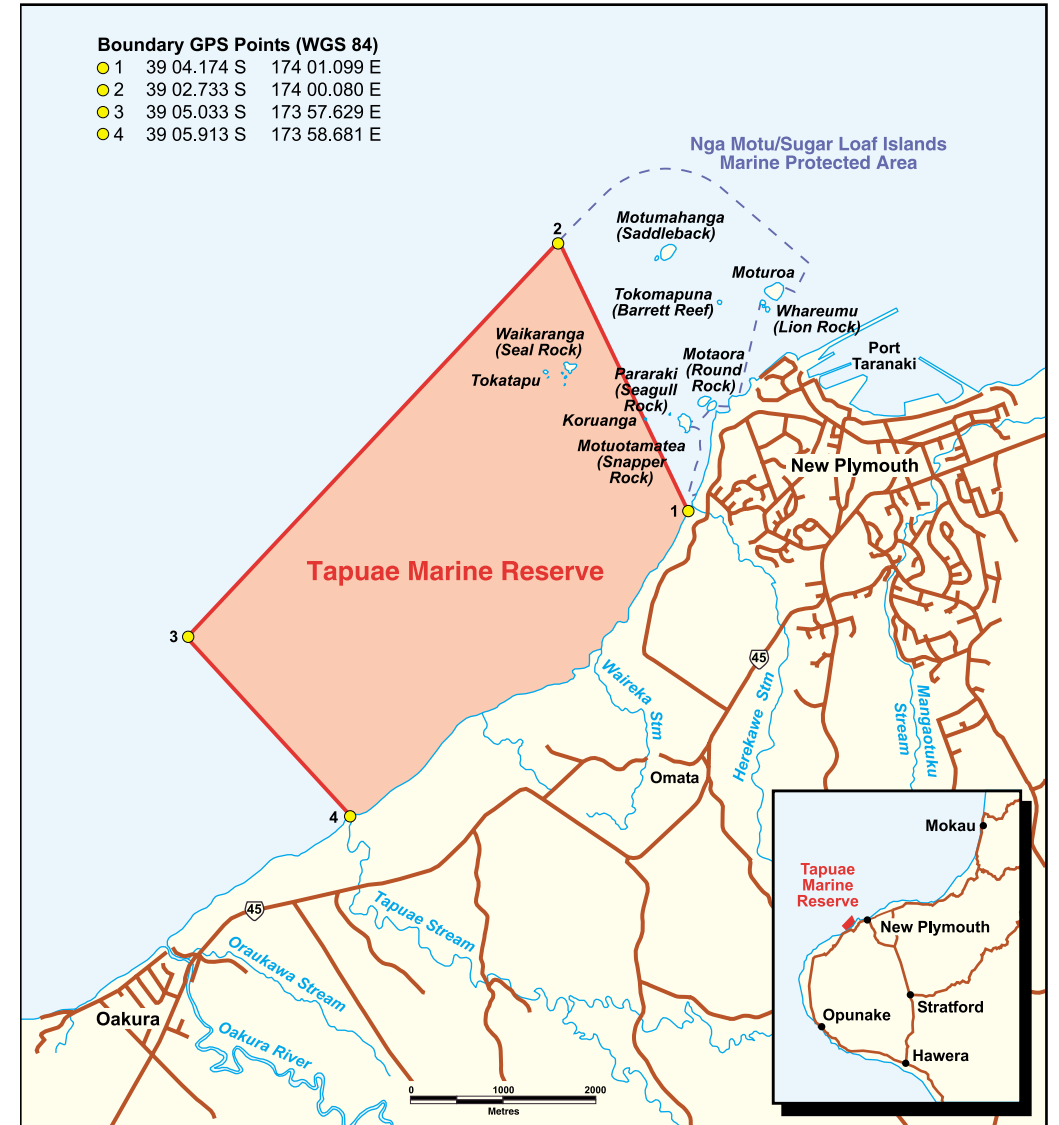 Boundary GPS Points (WGS 84)
1 39 04.174 S 174 01.099 E
2 39 02.733 S 174 00.080 E
3 39 05.033 S 173 57.629 E
4 39 05.913 S 173 58.681 E
Nga Motu/Sugar Loaf Islands
Marine Protected Area
2
Motumahanga
(Saddleback)
Moturoa
Tokomapuna
(Barrett Reef)
Whareumu
(Lion Rock)
Waikaranga
(Seal Rock)
Tokatapu
Port
Taranaki
Motaora
(Round
Rock)
Pararaki
(Seagull
Rock)
Koruanga
Motuotamatea
(Snapper
Rock)
New Plymouth
1
Tapuae Marine Reserve
3
45
Waireka Stm
Herekawe Stm
Mangaotuku
Stream
Omata
4
45
Tapuae Stream
Oraukawa Stream
Oakura
Oakura River
0 1000 2000
Metres
Mokau
Tapuae
Marine
Reserve
New Plymouth
Stratford
Opunake
Hawera